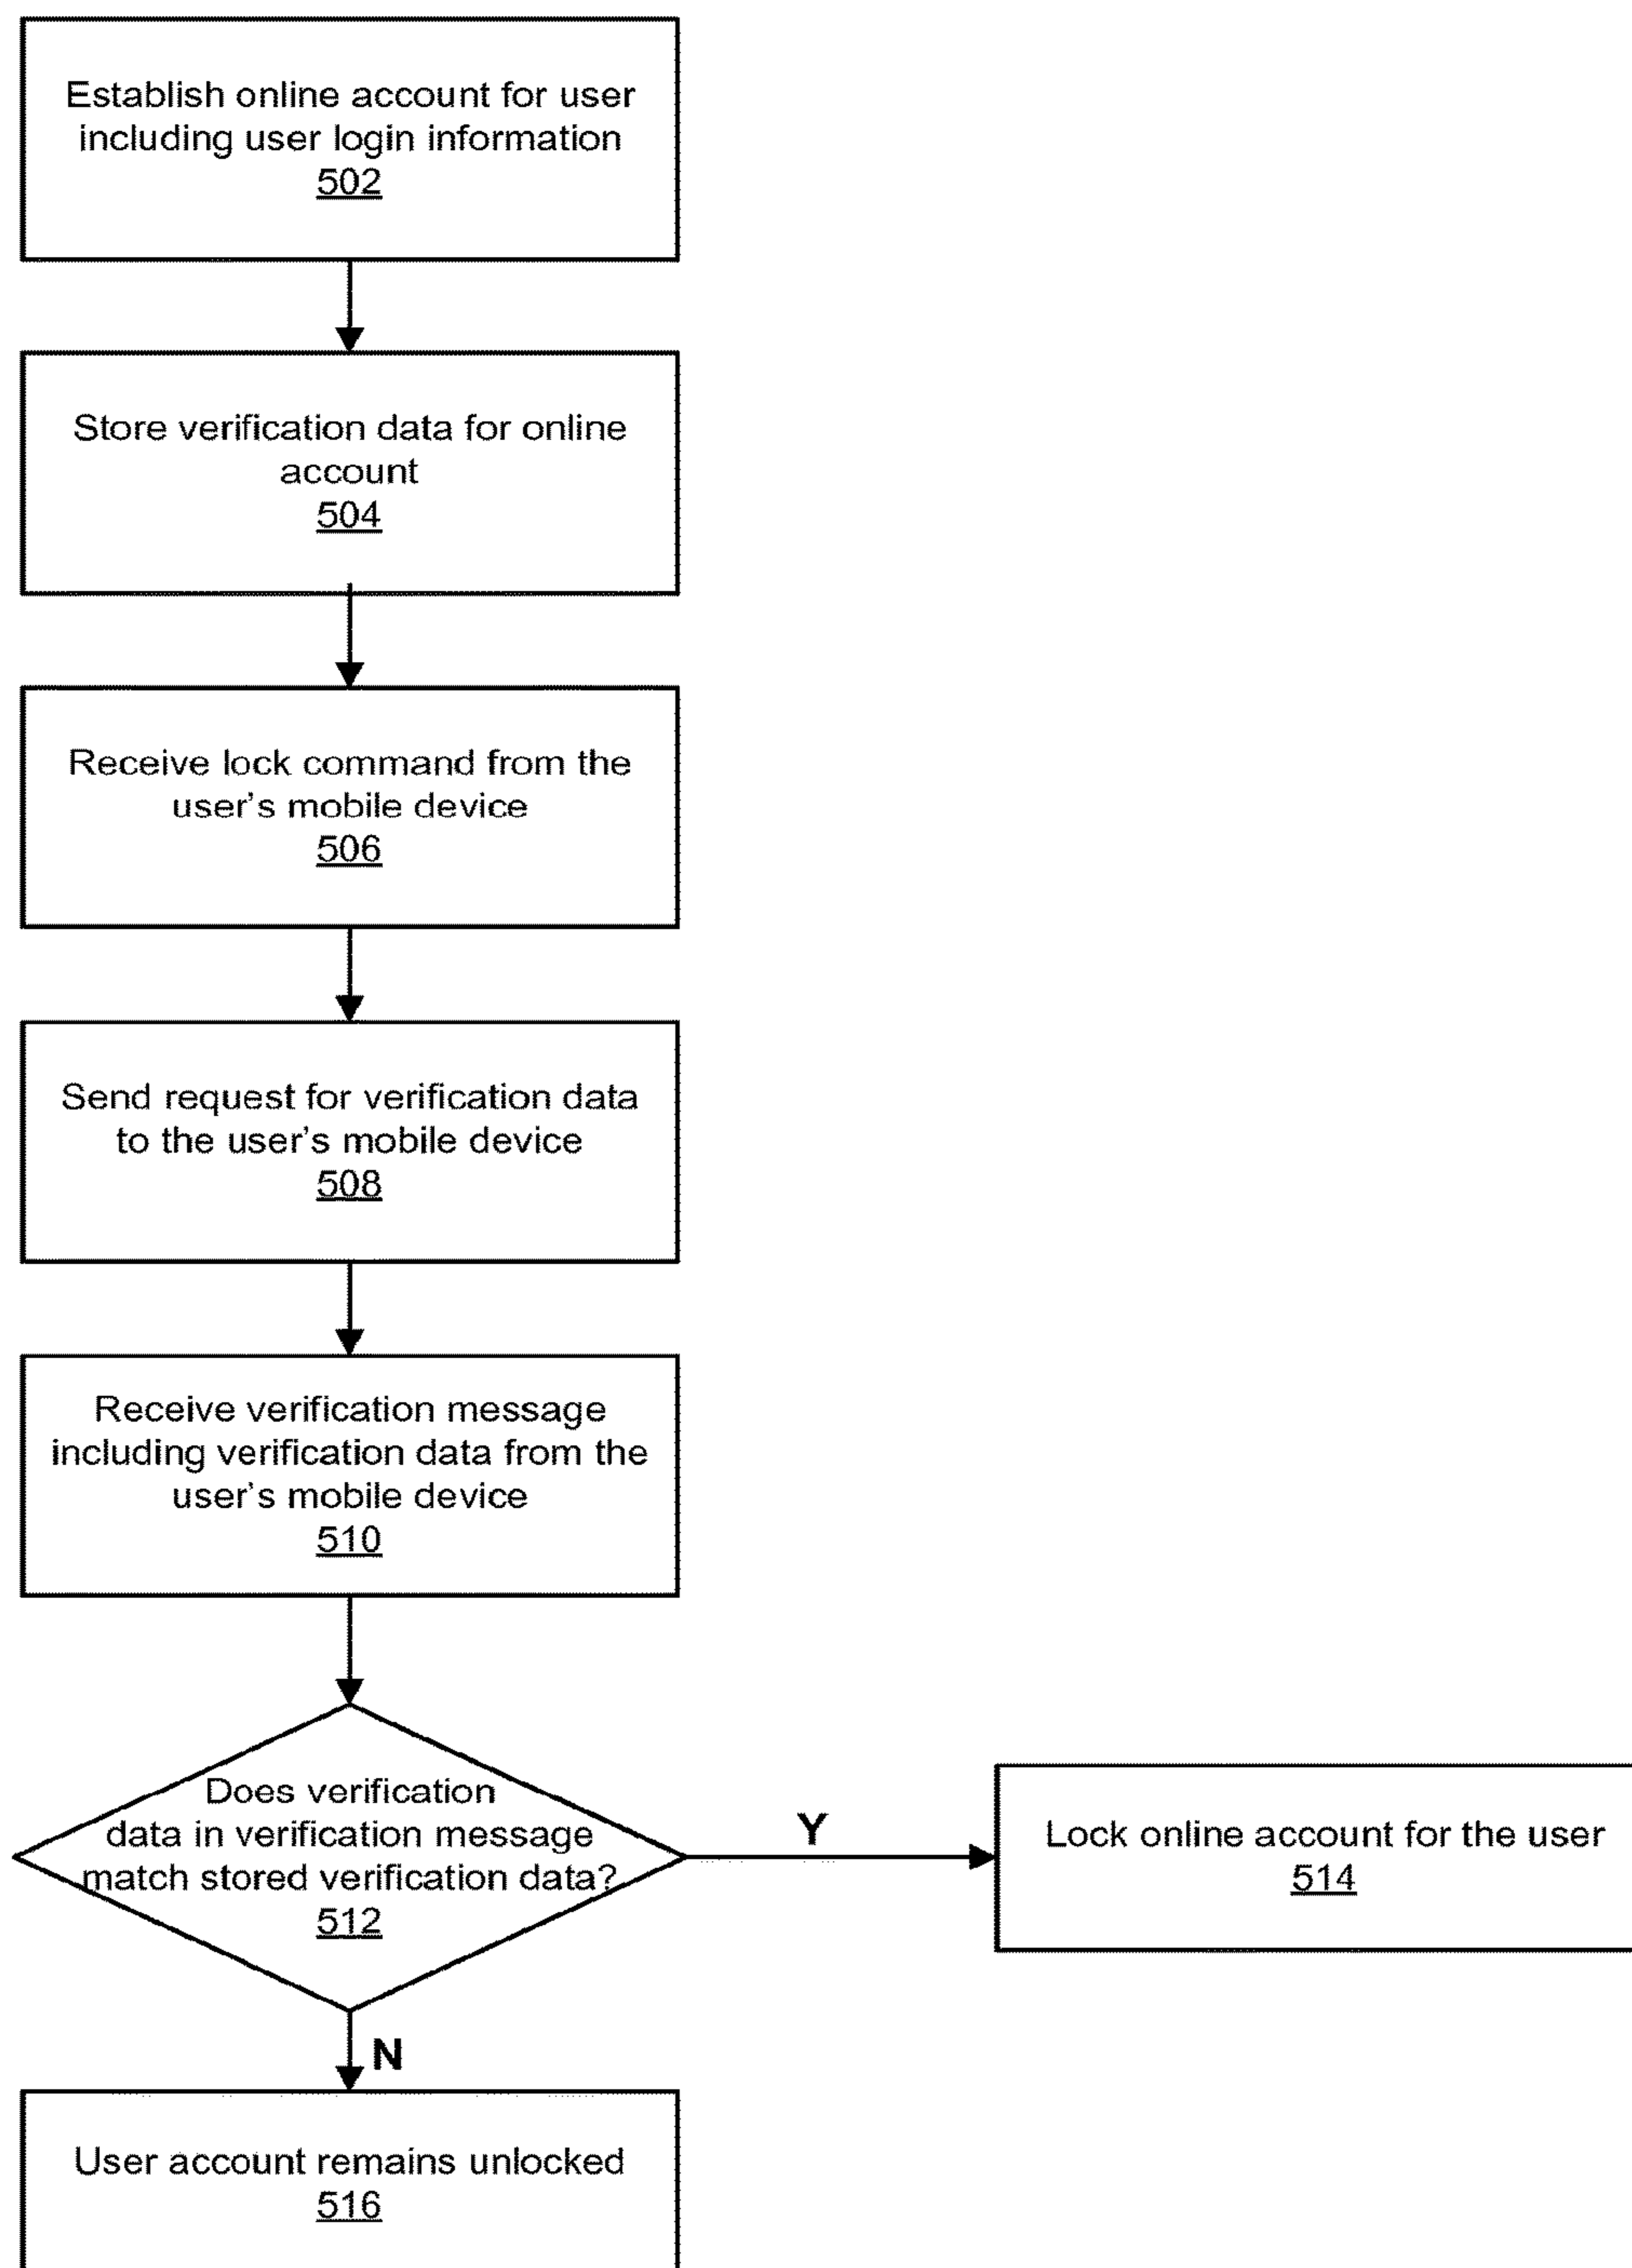 Establish online account for user
including user login information
502
Store verification data for online
account
504
Receive lock command from the
user's mobile device
506
Send request for verification data
to the user's mobile device
508
Receive verification message
including verification data from the
user's mobile device
510
Does verification
data in verification message
match stored verification data?
512
Y
Lock online account for the user
514
N
User account remains unlocked
516